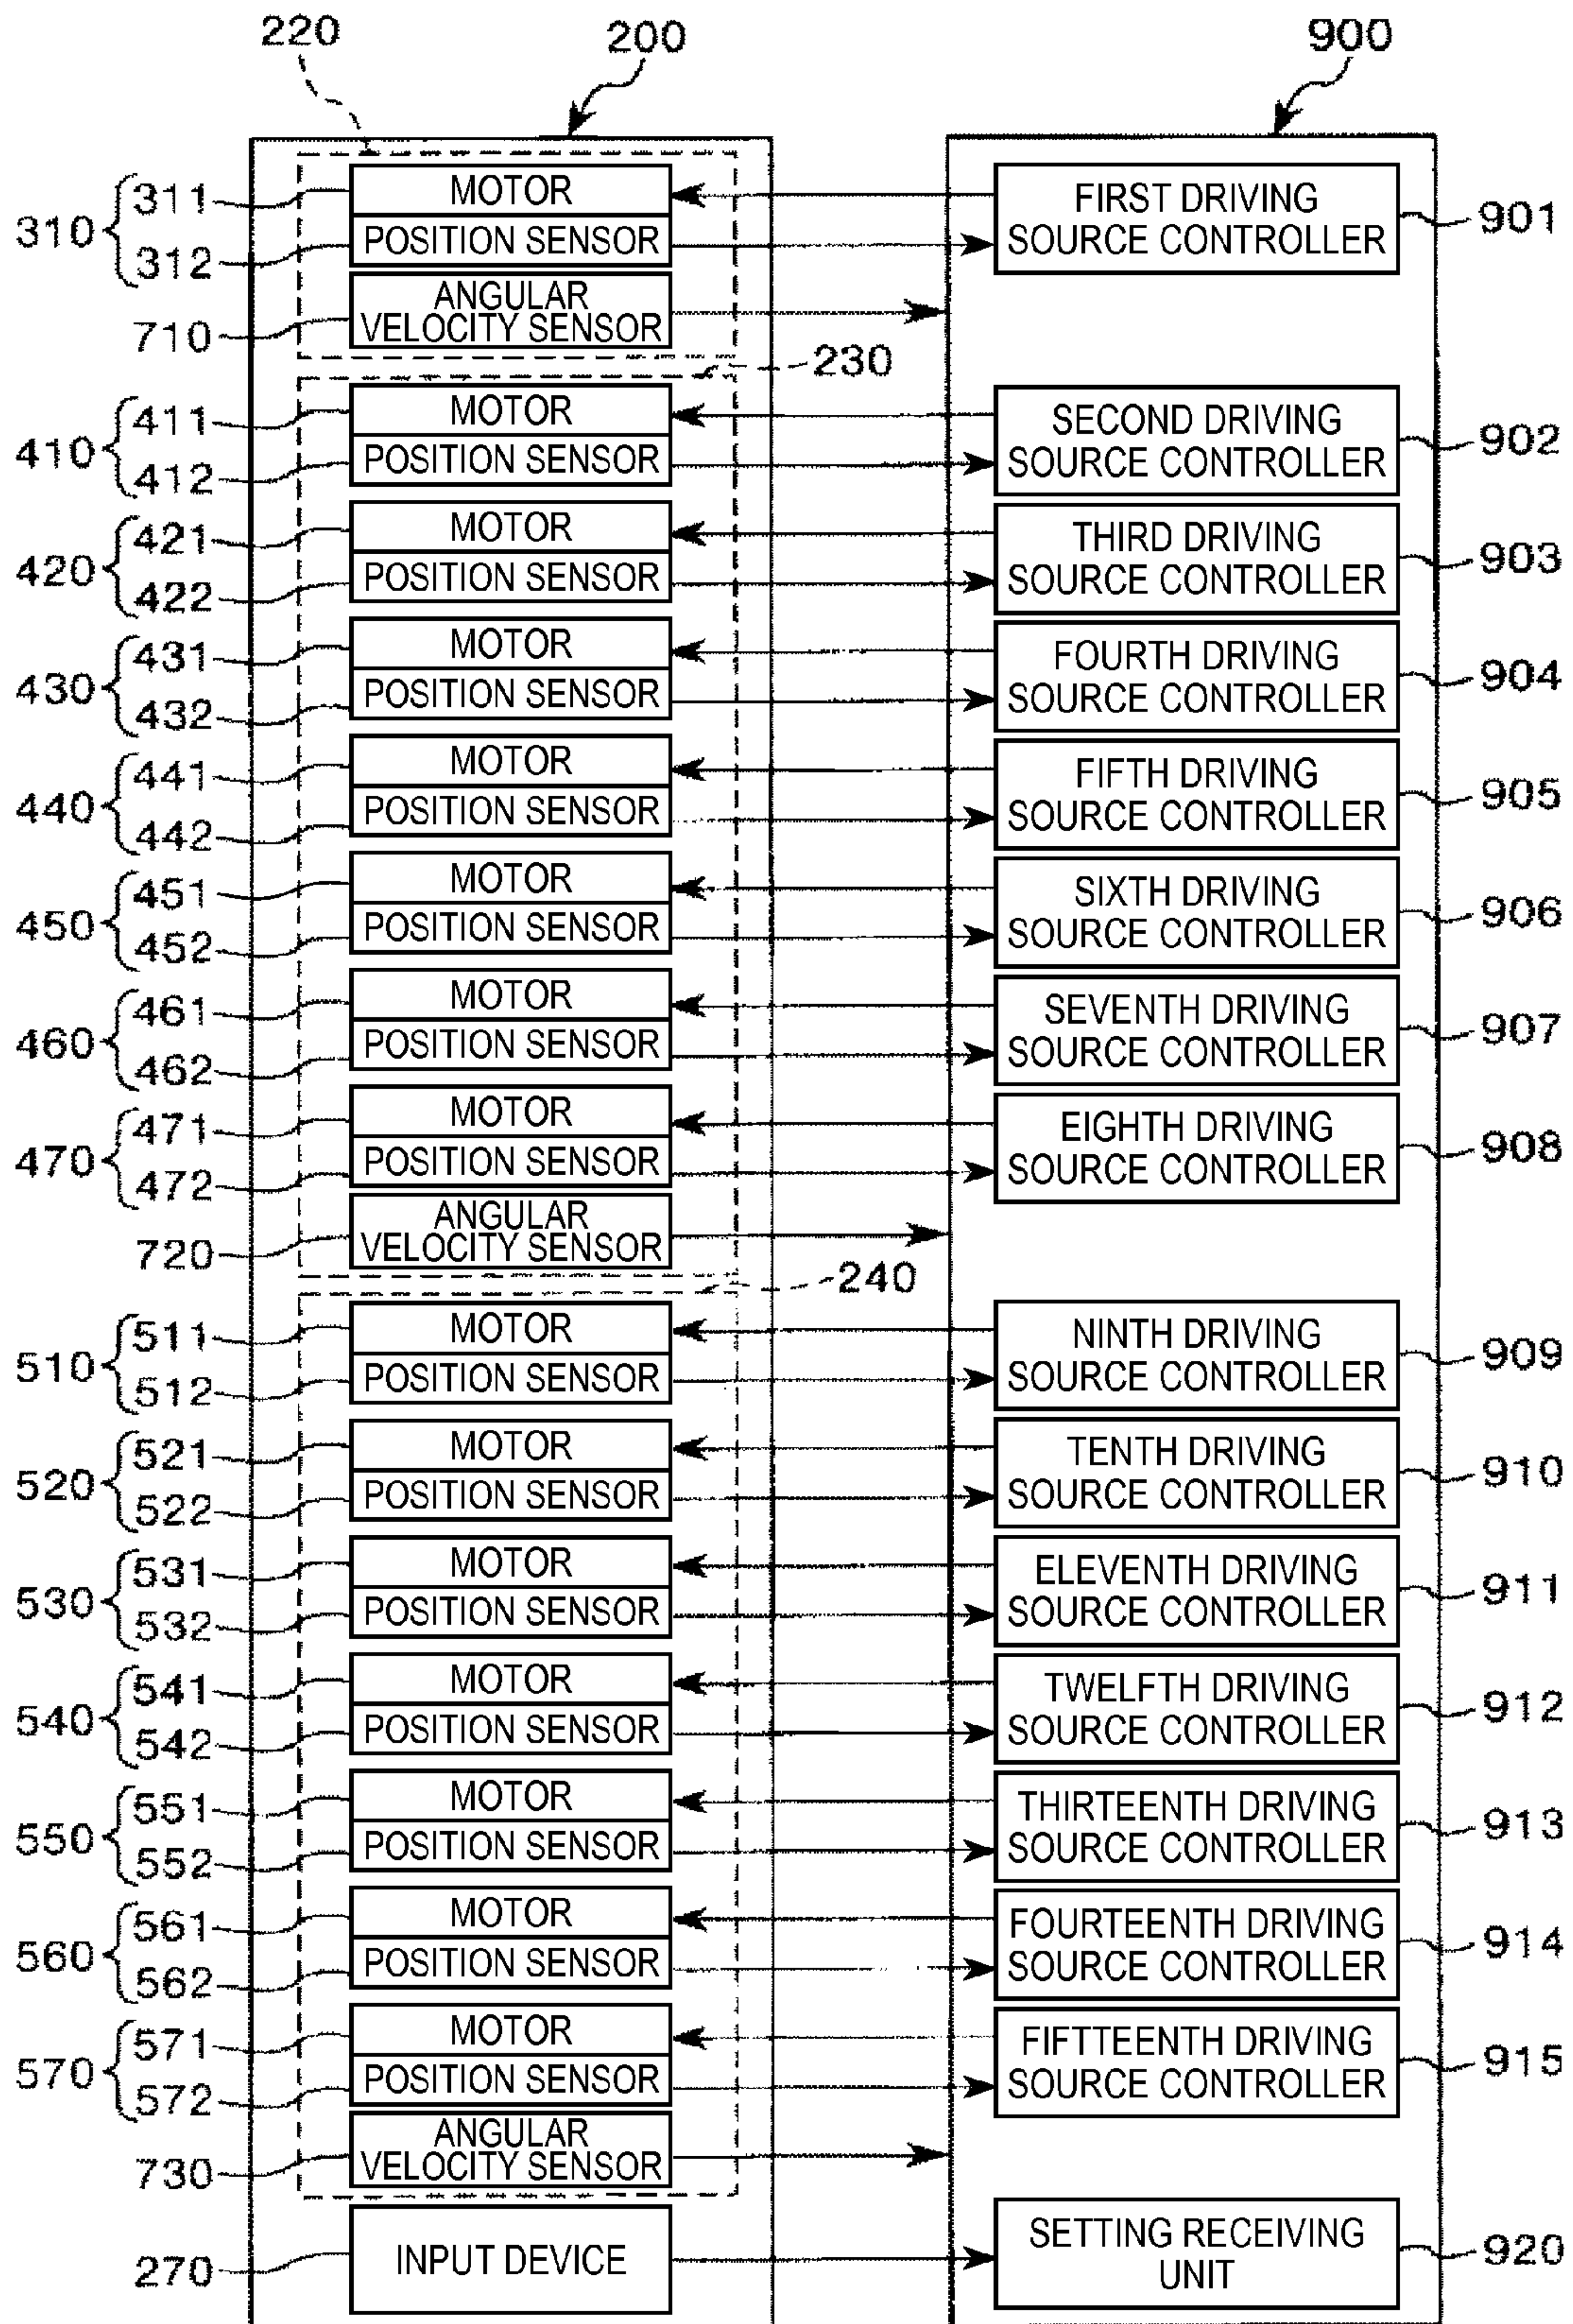 220
200
900
310
311
MOTOR
FIRST DRIVING
SOURCE CONTROLLER
901
312
POSITION SENSOR
710
ANGULAR
VELOCITY SENSOR
230
410
411
MOTOR
SECOND DRIVING
SOURCE CONTROLLER
902
412
POSITION SENSOR
420
421
MOTOR
THIRD DRIVING
SOURCE CONTROLLER
903
422
POSITION SENSOR
430
431
MOTOR
FOURTH DRIVING
SOURCE CONTROLLER
904
432
POSITION SENSOR
440
441
MOTOR
FIFTH DRIVING
SOURCE CONTROLLER
905
442
POSITION SENSOR
450
451
MOTOR
SIXTH DRIVING
SOURCE CONTROLLER
906
452
POSITION SENSOR
460
461
MOTOR
SEVENTH DRIVING
SOURCE CONTROLLER
907
462
POSITION SENSOR
470
471
MOTOR
EIGHTH DRIVING
SOURCE CONTROLLER
908
472
POSITION SENSOR
720
ANGULAR
VELOCITY SENSOR
240
510
511
MOTOR
NINTH DRIVING
SOURCE CONTROLLER
909
512
POSITION SENSOR
520
521
MOTOR
TENTH DRIVING
SOURCE CONTROLLER
910
522
POSITION SENSOR
530
531
MOTOR
ELEVENTH DRIVING
SOURCE CONTROLLER
911
532
POSITION SENSOR
540
541
MOTOR
TWELFTH DRIVING
SOURCE CONTROLLER
912
542
POSITION SENSOR
550
551
MOTOR
THIRTEENTH DRIVING
SOURCE CONTROLLER
913
552
POSITION SENSOR
560
561
MOTOR
FOURTEENTH DRIVING
SOURCE CONTROLLER
914
562
POSITION SENSOR
570
571
MOTOR
FIFTTEENTH DRIVING
SOURCE CONTROLLER
915
572
POSITION SENSOR
730
ANGULAR
VELOCITY SENSOR
270
INPUT DEVICE
SETTING RECEIVING
UNIT
920